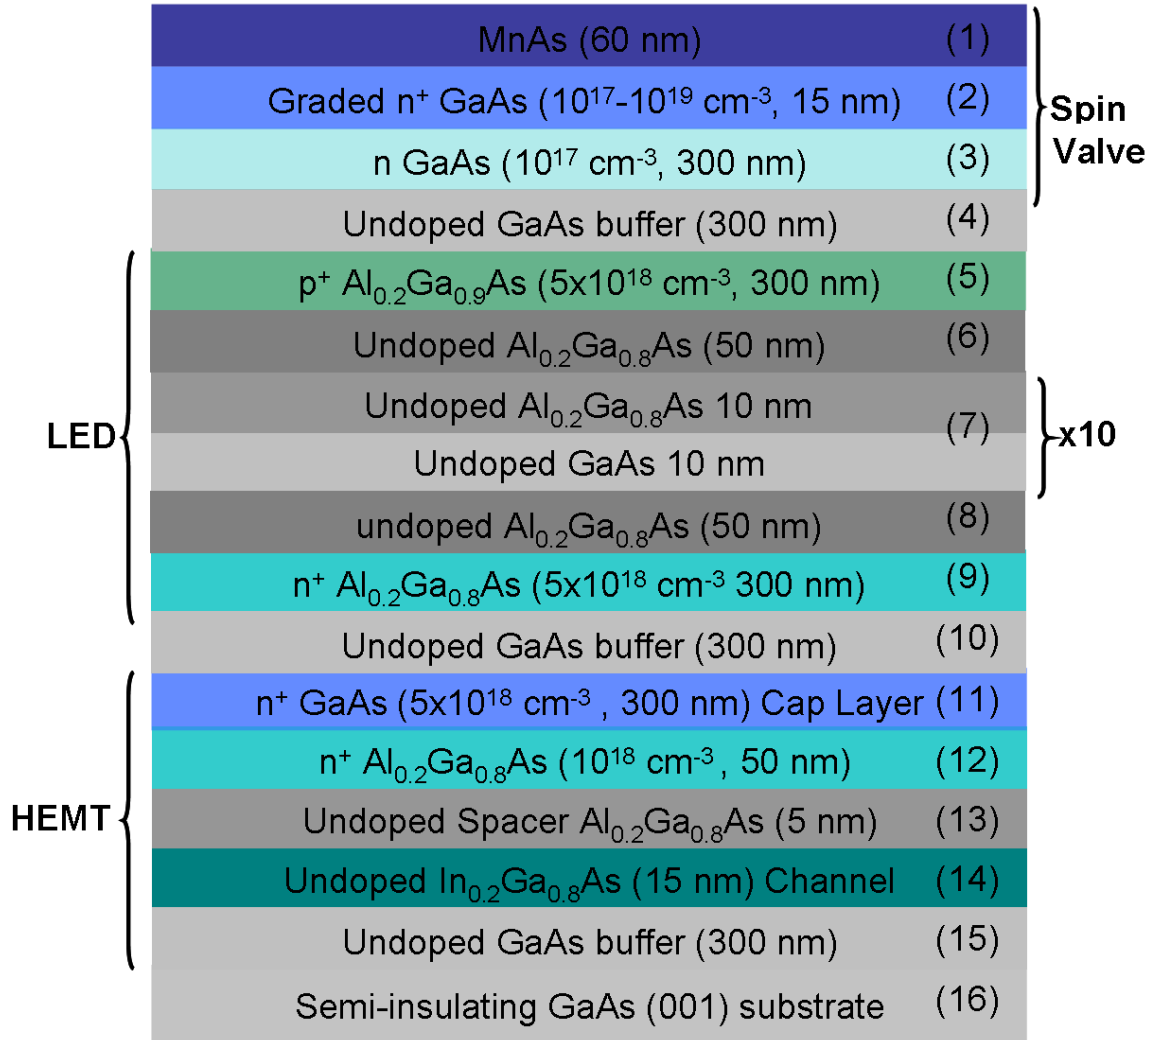 MnAs (60 nm) (1)
Graded n⁺ GaAs (10¹⁷-10¹⁹ cm⁻³, 15 nm) (2)
Spin
Valve
n GaAs (10¹⁷ cm⁻³, 300 nm) (3)
Undoped GaAs buffer (300 nm) (4)
p⁺ Al₀.₂Ga₀.₉As (5x10¹⁸ cm⁻³, 300 nm) (5)
Undoped Al₀.₂Ga₀.₈As (50 nm) (6)
Undoped Al₀.₂Ga₀.₈As 10 nm
LED
(7)
x10
Undoped GaAs 10 nm
undoped Al₀.₂Ga₀.₈As (50 nm) (8)
n⁺ Al₀.₂Ga₀.₈As (5x10¹⁸ cm⁻³ 300 nm) (9)
Undoped GaAs buffer (300 nm) (10)
n⁺ GaAs (5x10¹⁸ cm⁻³ , 300 nm) Cap Layer (11)
n⁺ Al₀.₂Ga₀.₈As (10¹⁸ cm⁻³ , 50 nm) (12)
HEMT
Undoped Spacer Al₀.₂Ga₀.₈As (5 nm) (13)
Undoped In₀.₂Ga₀.₈As (15 nm) Channel (14)
Undoped GaAs buffer (300 nm) (15)
Semi-insulating GaAs (001) substrate (16)